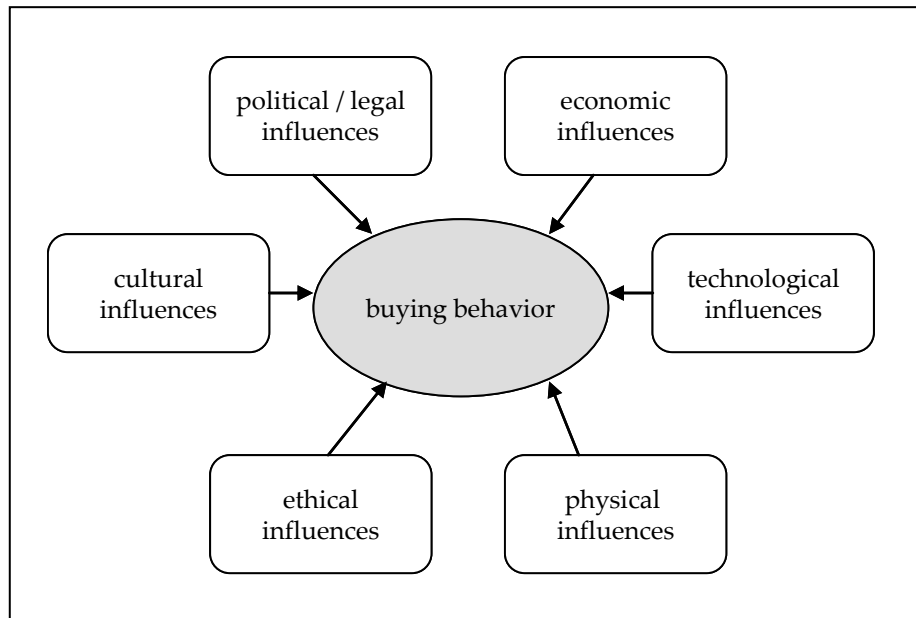 political / legal
influences
economic
influences
cultural
influences
buying behavior
technological
influences
ethical
influences
physical
influences